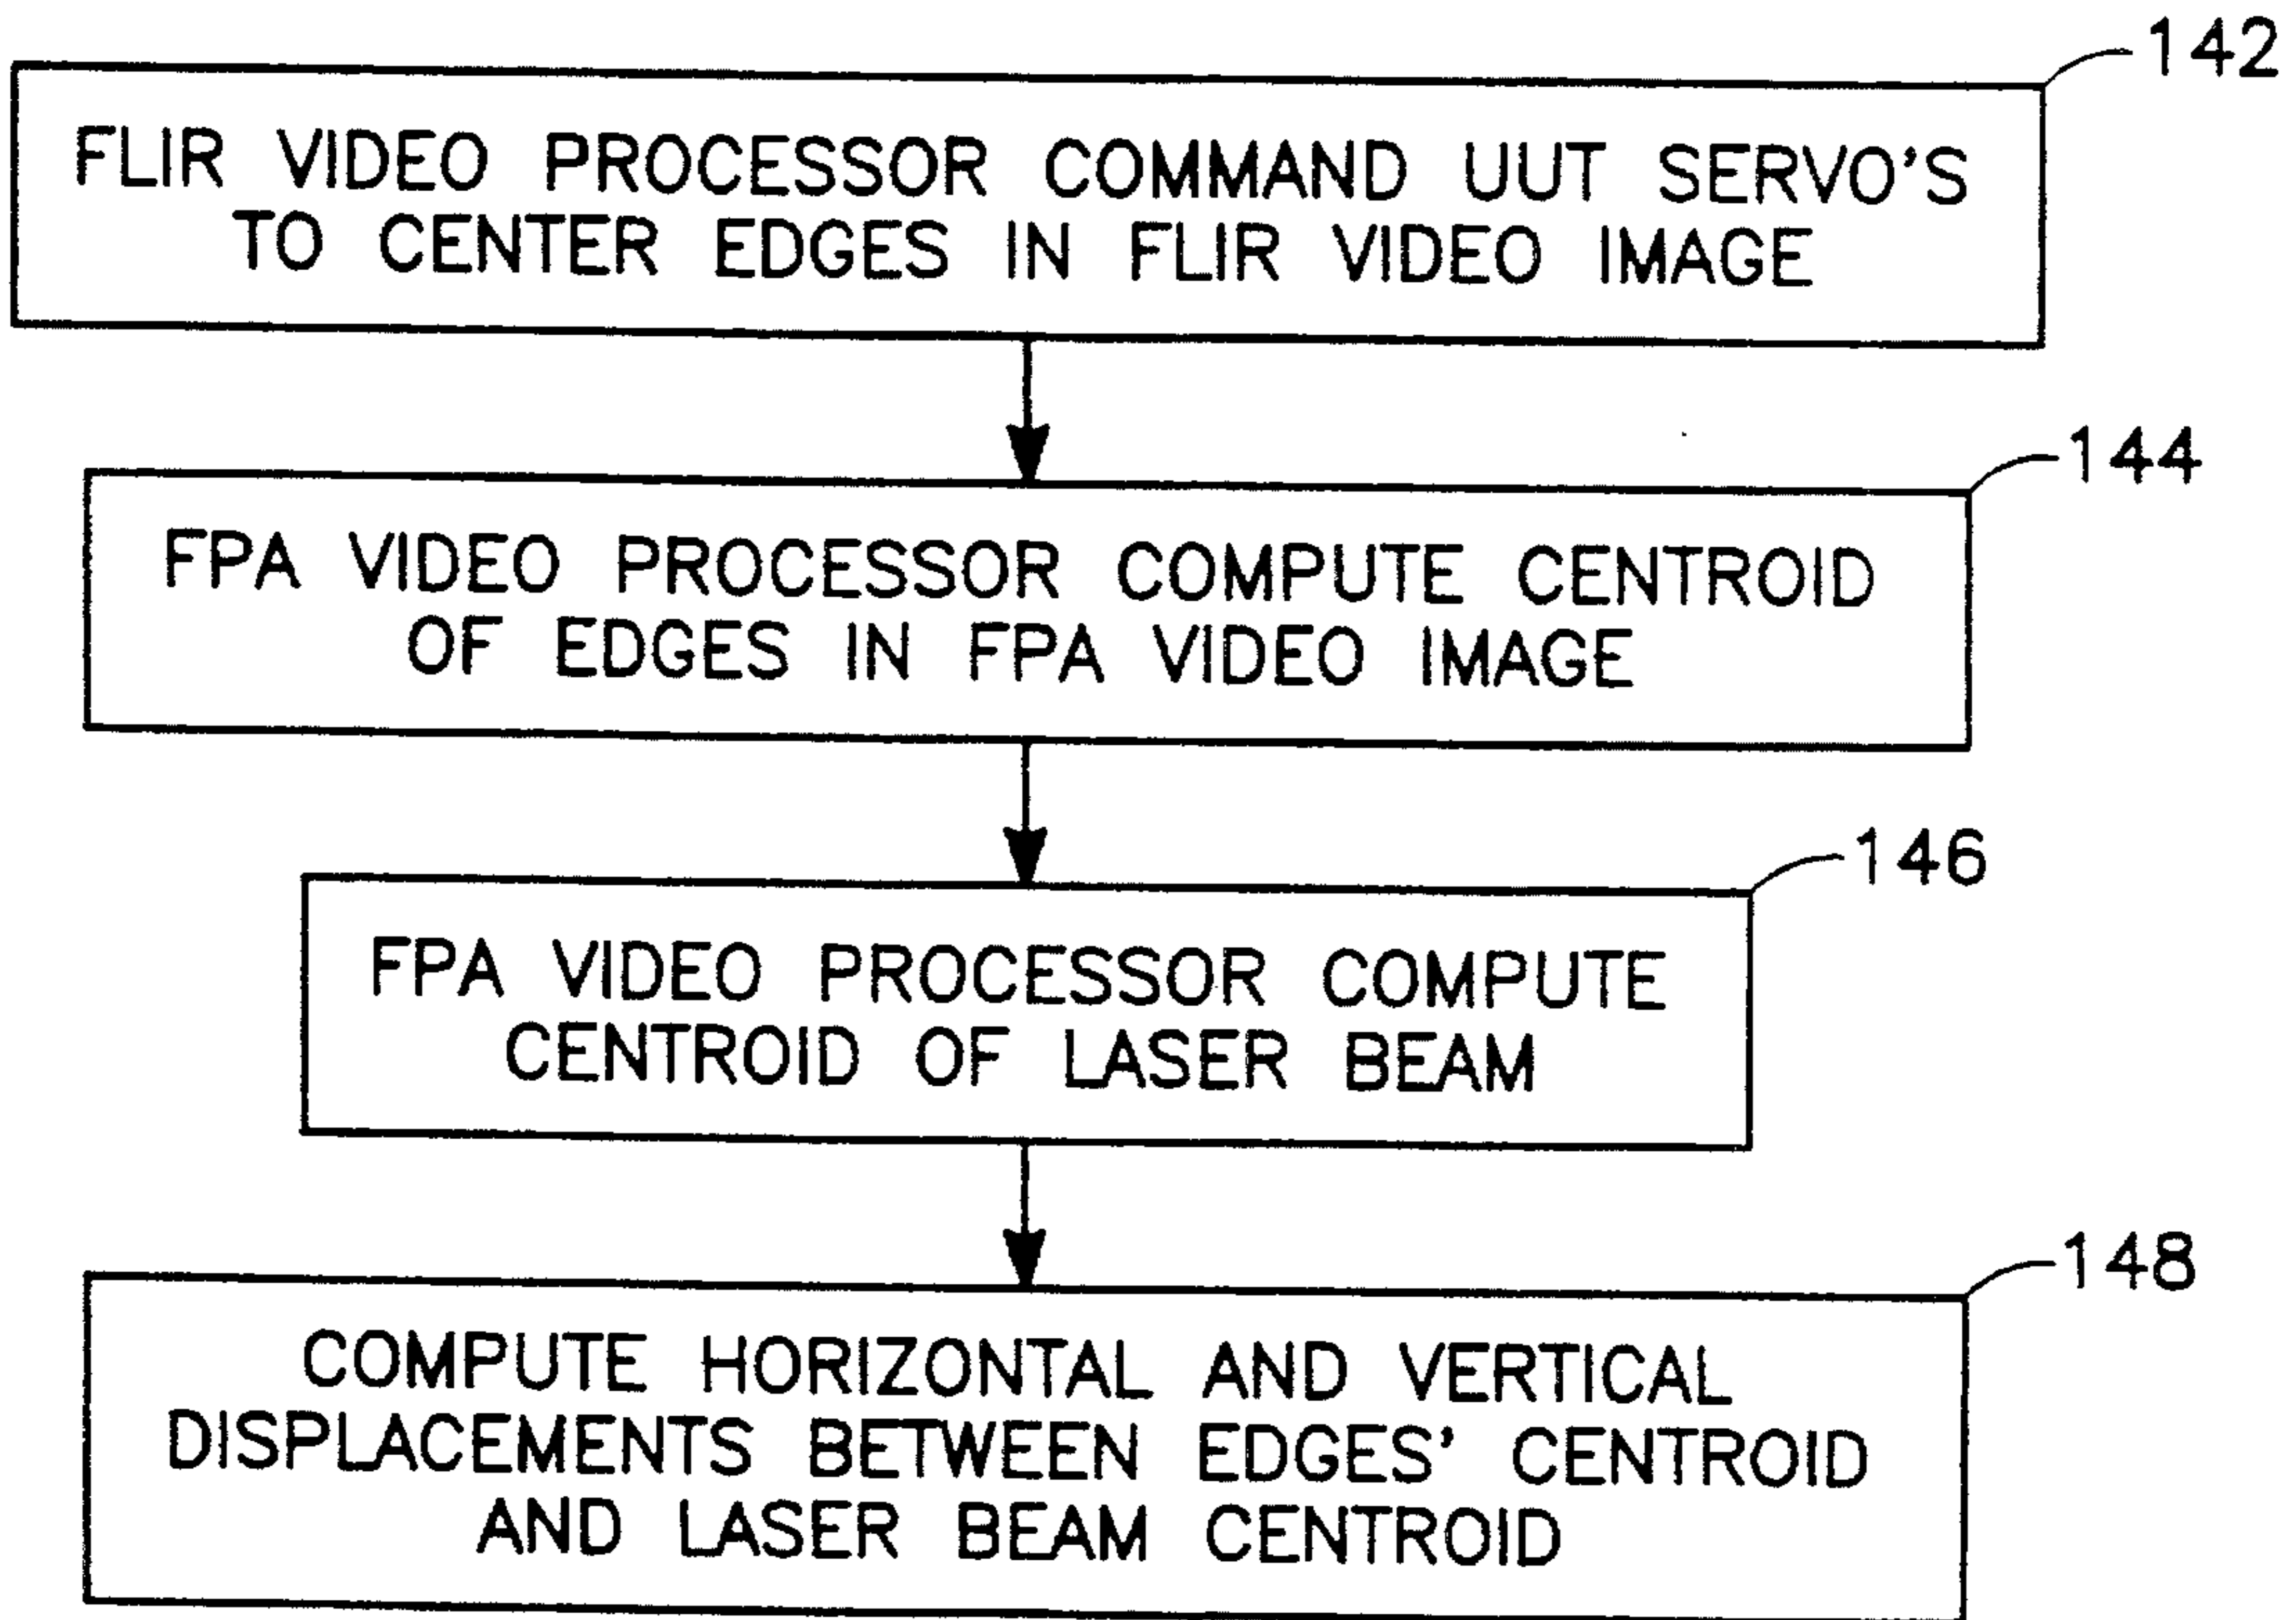 142
FLIR VIDEO PROCESSOR COMMAND UUT SERVO'S
TO CENTER EDGES IN FLIR VIDEO IMAGE
144
FPA VIDEO PROCESSOR COMPUTE CENTROID
OF EDGES IN FPA VIDEO IMAGE
146
FPA VIDEO PROCESSOR COMPUTE
CENTROID OF LASER BEAM
148
COMPUTE HORIZONTAL AND VERTICAL
DISPLACEMENTS BETWEEN EDGES' CENTROID
AND LASER BEAM CENTROID